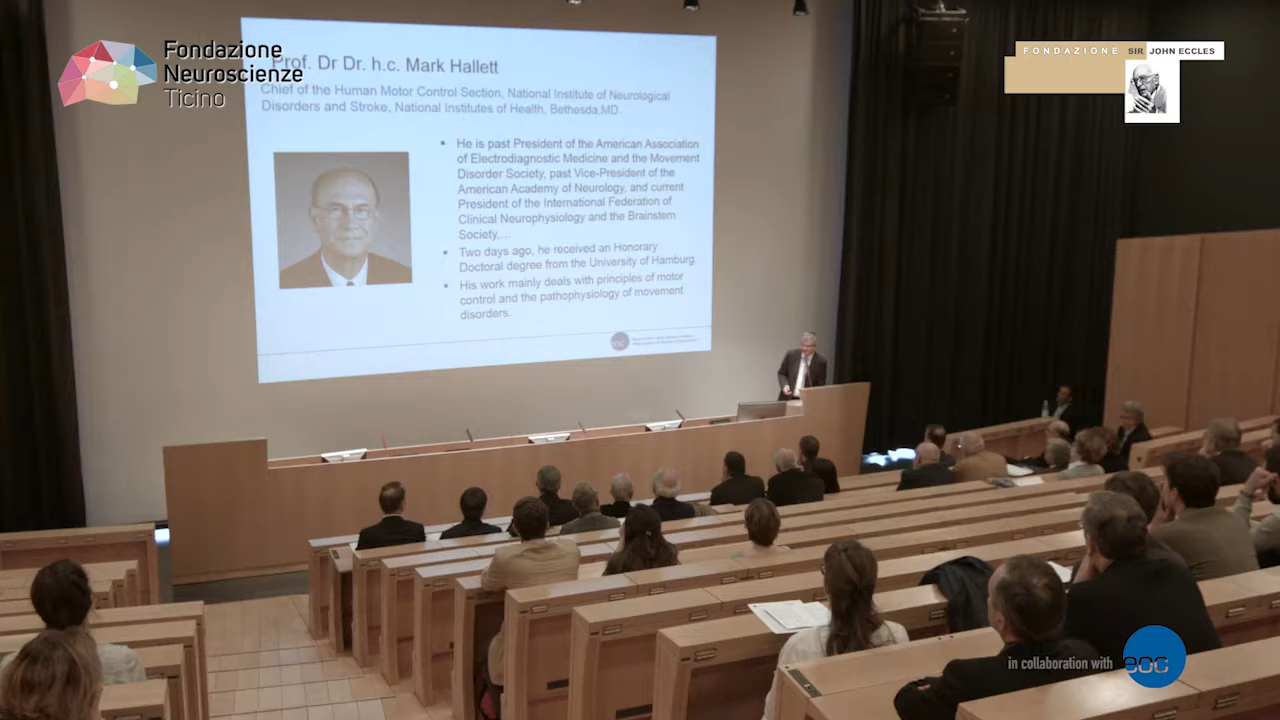 Fondazione
Neuroscienze
Ticino
FONDAZIONE SIR JOHN ECCLES
Prof. Dr Dr. h.c. Mark Hallett
Chief of the Human Motor Control Section, National Institute of Neurological
Disorders and Stroke, National Institutes of Health, Bethesda,MD.
▪ He is past President of the American Association
of Electrodiagnostic Medicine and the Movement
Disorder Society, past Vice-President of the
American Academy of Neurology, and current
President of the International Federation of
Clinical Neurophysiology and the Brainstem
Society,…
▪ Two days ago, he received an Honorary
Doctoral degree from the University of Hamburg.
▪ His work mainly deals with principles of motor
control and the pathophysiology of movement
disorders.
eoc
in collaboration with eoc